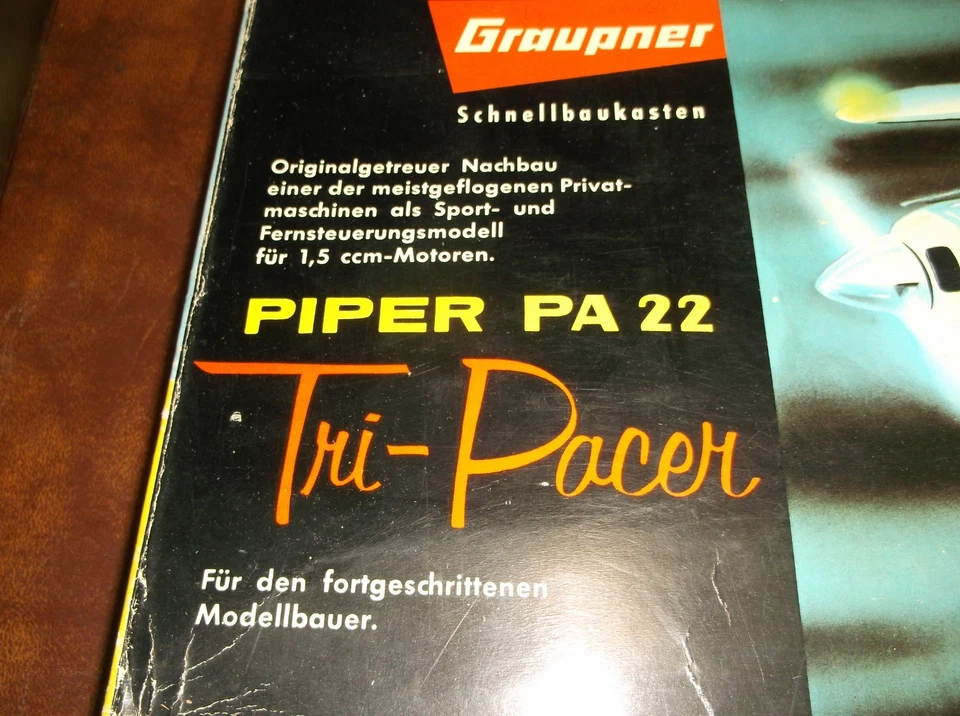 Graupner
Schnellbaukasten
Originalgetreuer Nachbau
einer der meistgeflogenen Privat-
maschinen als Sport- und
Fernsteuerungsmodell
für 1,5 ccm-Motoren.
PIPER PA 22
Tri-Pacer
Für den fortgeschrittenen
Modellbauer.